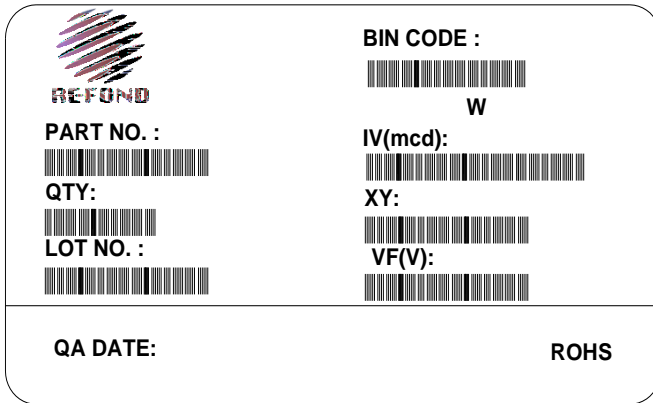 REFOND
PART NO. :
QTY:
LOT NO. :
BIN CODE :
W
IV(mcd):
XY:
VF(V):
QA DATE:
ROHS